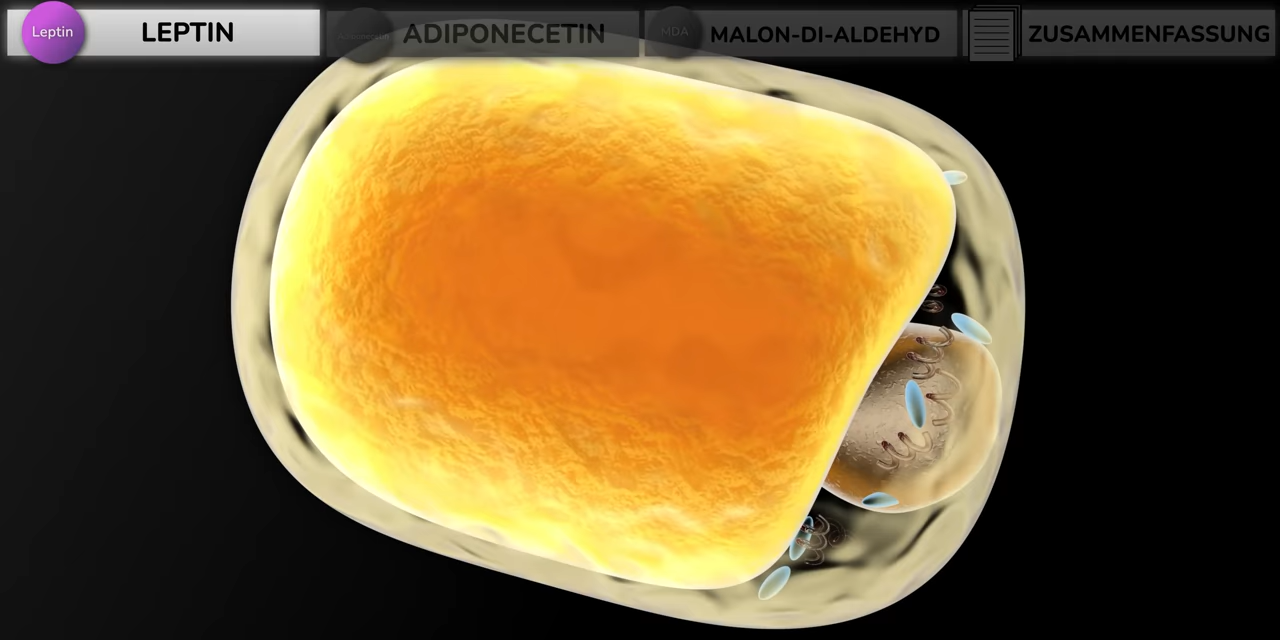 Leptin
LEPTIN
ADIPONECETIN
MDA
MALON-DI-ALDEHYD
ZUSAMMENFASSUNG